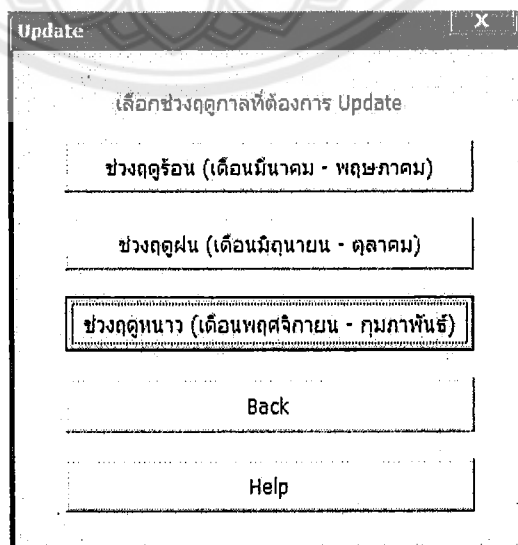 Update
X
เลือกช่วงฤดูกาลที่ต้องการ Update
ช่วงฤดูร้อน (เดือนมีนาคม - พฤษภาคม)
ช่วงฤดูฝน (เดือนมิถุนายน - ตุลาคม)
ช่วงฤดูหนาว (เดือนพฤศจิกายน - กุมภาพันธ์)
Back
Help